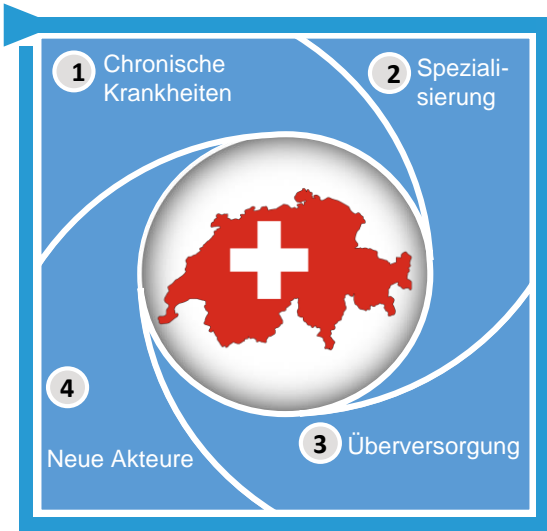 1 Chronische
Krankheiten
2 Speziali-
sierung
3 Überversorgung
4
Neue Akteure